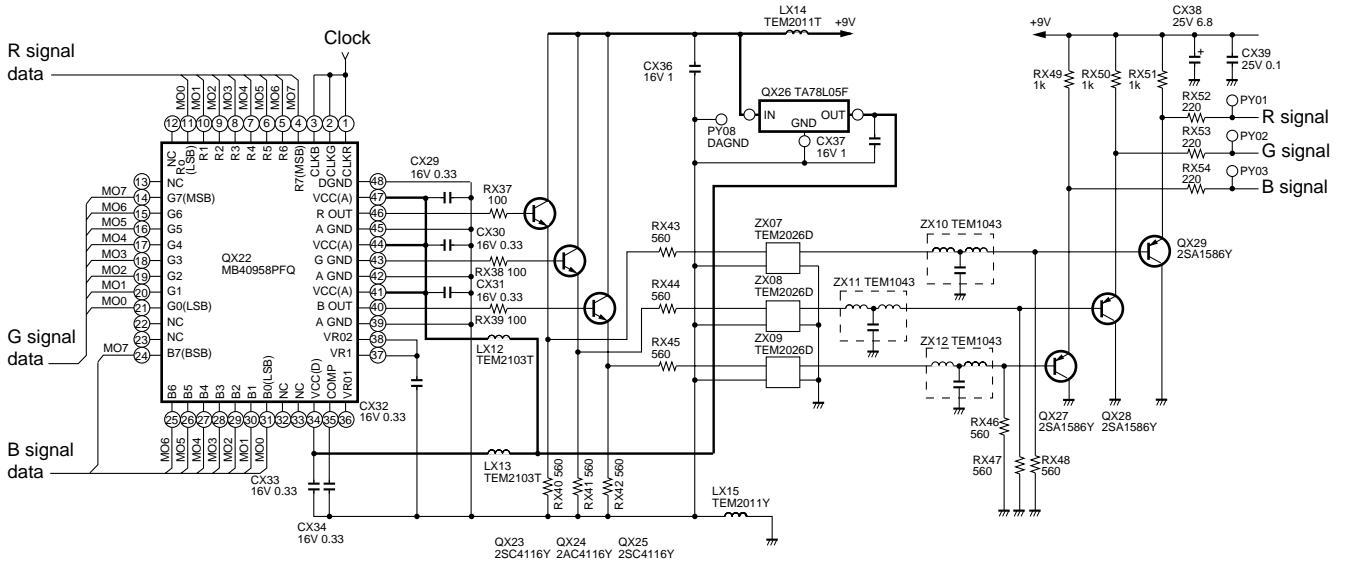 R signal
data
Clock
MO0
MO1
MO2
MO3
MO4
MO5
MO6
MO7
12
11
10
9
8
7
6
5
4
3
2
1
NC
Ro
(LSB)
R1
R2
R3
R4
R5
R6
R7(MSB)
CLKB
CLKG
CLKR
LX14
TEM2011T
+9V
CX36
16V 1
QX26 TA78L05F
IN
GND
OUT
PY08
DAGND
CX37
16V 1
+9V
CX38
25V 6.8
+
CX39
25V 0.1
RX49
1k
RX50
1k
RX51
1k
RX52
220
PY01
R signal
RX53
220
PY02
G signal
RX54
220
PY03
B signal
13
14
15
16
17
18
19
20
21
22
23
24
MO7
MO6
MO5
MO4
MO3
MO2
MO1
MO0
MO7
NC
G7(MSB)
G6
G5
G4
G3
G2
G1
G0(LSB)
NC
NC
B7(BSB)
QX22
MB40958PFQ
DGND
VCC(A)
R OUT
A GND
VCC(A)
G GND
A GND
VCC(A)
B OUT
A GND
VR02
VR1
48
47
46
45
44
43
42
41
40
39
38
37
CX29
16V 0.33
RX37
100
CX30
16V 0.33
RX38 100
CX31
16V 0.33
RX39 100
LX12
TEM2103T
RX43
560
RX44
560
RX45
560
ZX07
TEM2026D
ZX08
TEM2026D
ZX09
TEM2026D
ZX10 TEM1043
ZX11 TEM1043
ZX12 TEM1043
QX29
2SA1586Y
G signal
data
B6
B5
B4
B3
B2
B1
B0(LSB)
NC
NC
VCC(D)
COMP
VR01
25
26
27
28
29
30
31
32
33
34
35
36
MO6
MO5
MO4
MO3
MO2
MO1
MO0
CX32
16V 0.33
B signal
data
CX33
16V 0.33
CX34
16V 0.33
LX13
TEM2103T
RX40 560
RX41 560
RX42 560
LX15
TEM2011Y
RX46
560
RX47
560
RX48
560
QX27
2SA1586Y
QX28
2SA1586Y
QX23
2SC4116Y
QX24
2AC4116Y
QX25
2SC4116Y